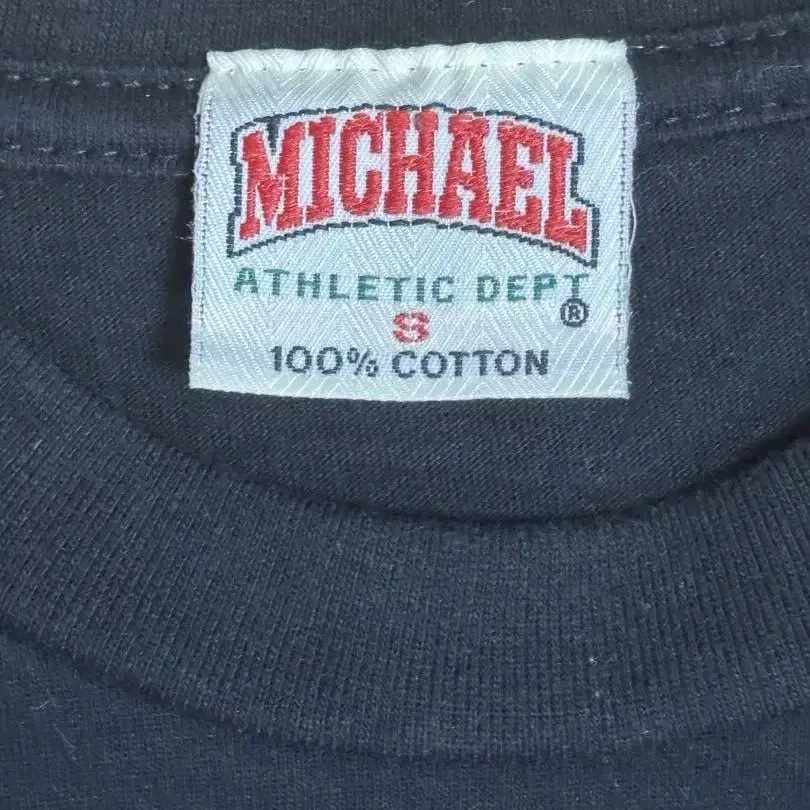 MICHAEL
ATHLETIC DEPT
®
S
100% COTTON